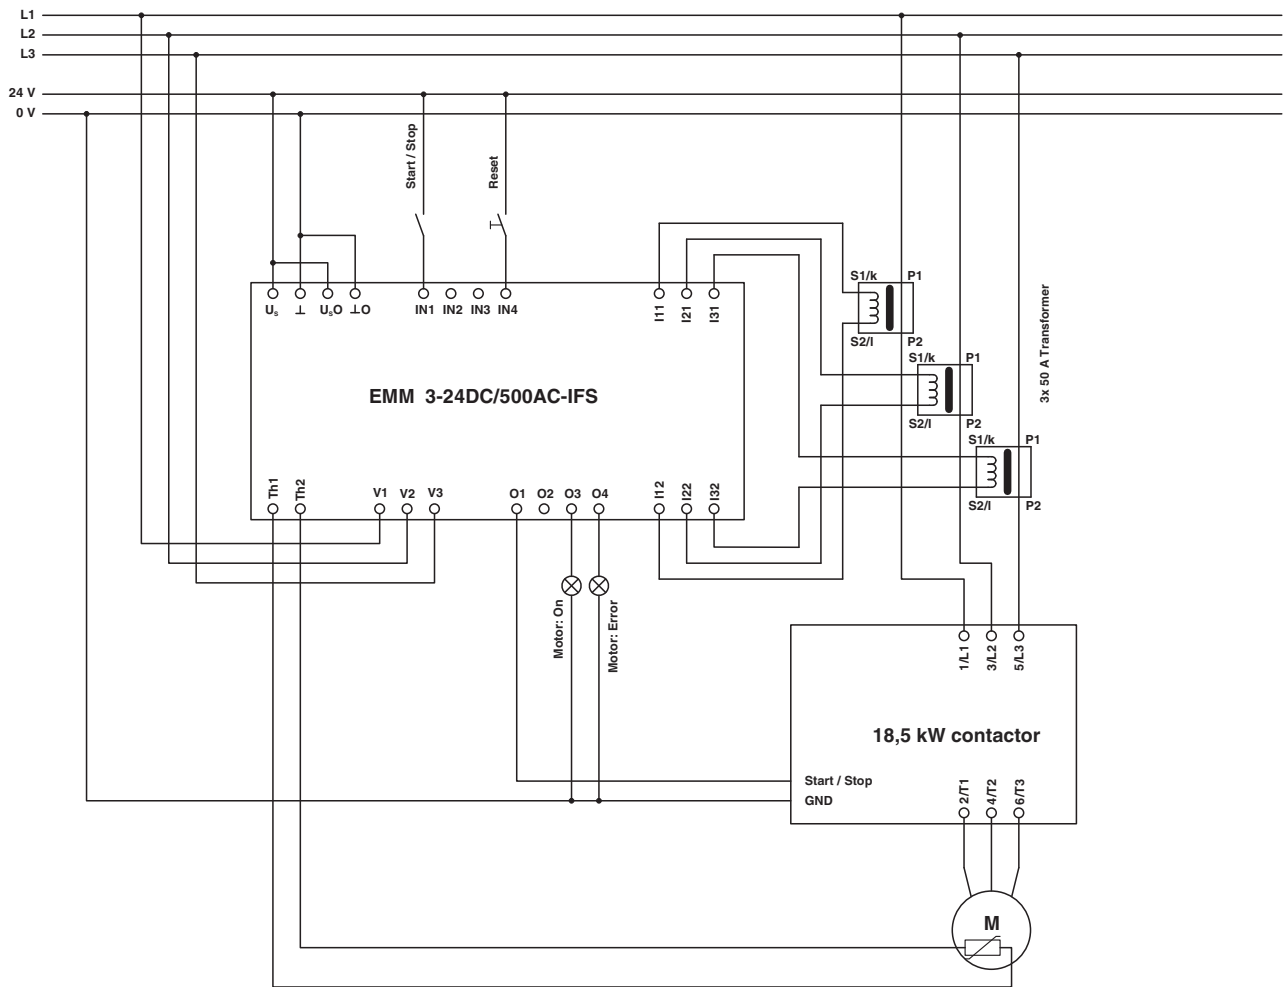 L1
L2
L3
24 V
0 V
Start / Stop
Reset
Us
⊥
UsO
⊥O
IN1
IN2
IN3
IN4
I11
I21
I31
S1/k
P1
S2/l
P2
S1/k
P1
S2/l
P2
S1/k
P1
S2/l
P2
3x 50 A Transformer
EMM 3-24DC/500AC-IFS
Th1
Th2
V1
V2
V3
O1
O2
O3
O4
I12
I22
I32
Motor: On
Motor: Error
1/L1
3/L2
5/L3
18,5 kW contactor
Start / Stop
GND
2/T1
4/T2
6/T3
M